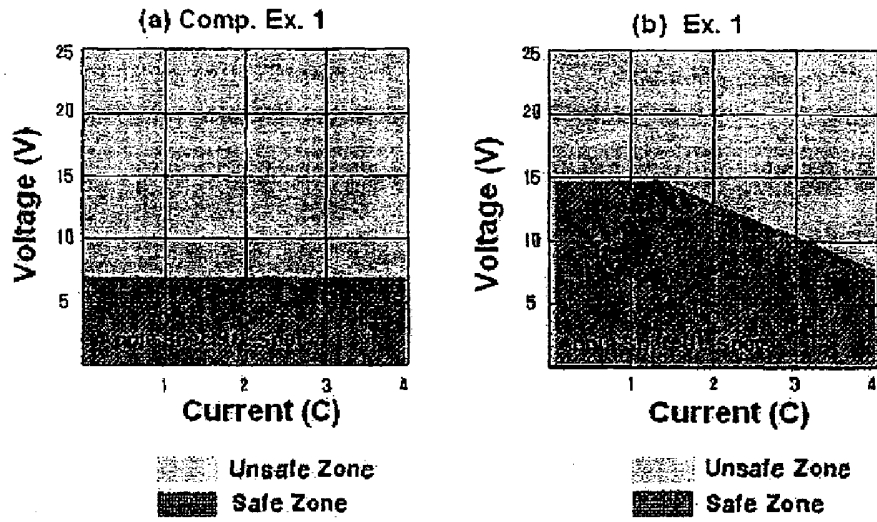 (a) Comp. Ex. 1
25
20
15
10
5
Voltage (V)
1 2 3 4
Current (C)
Unsafe Zone
Safe Zone
(b) Ex. 1
25
20
15
10
5
Voltage (V)
1 2 3 4
Current (C)
Unsafe Zone
Safe Zone